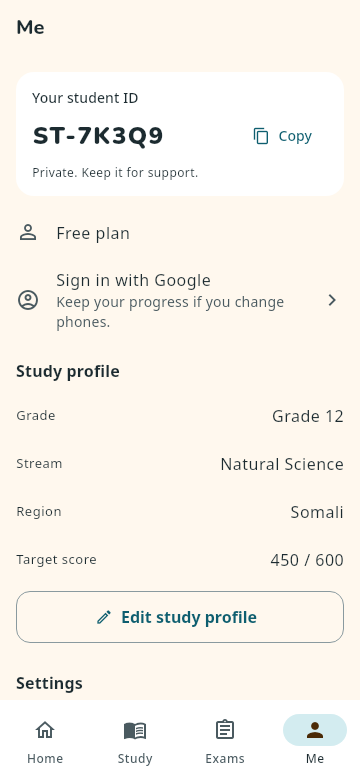 Me
Your student ID
ST-7K3Q9
Copy
Private. Keep it for support.
Free plan
Sign in with Google
Keep your progress if you change
phones.
Study profile
Grade
Grade 12
Stream
Natural Science
Region
Somali
Target score
450 / 600
Edit study profile
Settings
Home
Study
Exams
Me